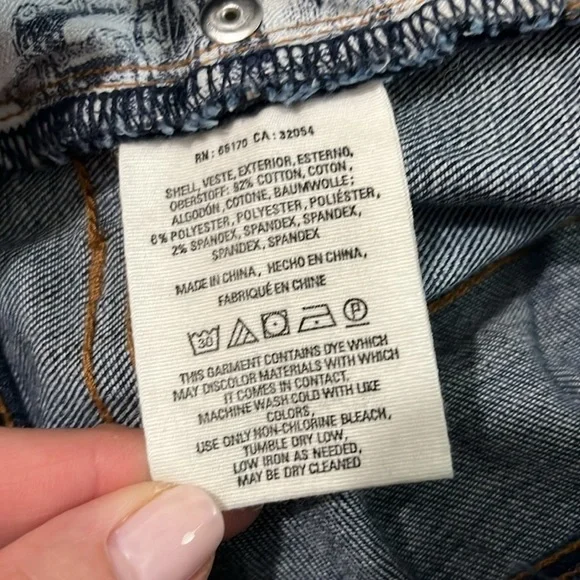 RN: 68170 CA: 32054
SHELL, VESTE, EXTERIOR, ESTERNO,
OBERSTOFF: 92% COTTON, COTON,
ALGODÓN, COTONE, BAUMWOLLE;
6% POLYESTER, POLYESTER, POLIÉSTER,
2% SPANDEX, SPANDEX, SPANDEX,
SPANDEX, SPANDEX
MADE IN CHINA, HECHO EN CHINA,
FABRIQUÉ EN CHINE
30 P
THIS GARMENT CONTAINS DYE WHICH
MAY DISCOLOR MATERIALS WITH WHICH
IT COMES IN CONTACT.
MACHINE WASH COLD WITH LIKE
COLORS,
USE ONLY NON-CHLORINE BLEACH,
TUMBLE DRY LOW,
LOW IRON AS NEEDED,
MAY BE DRY CLEANED